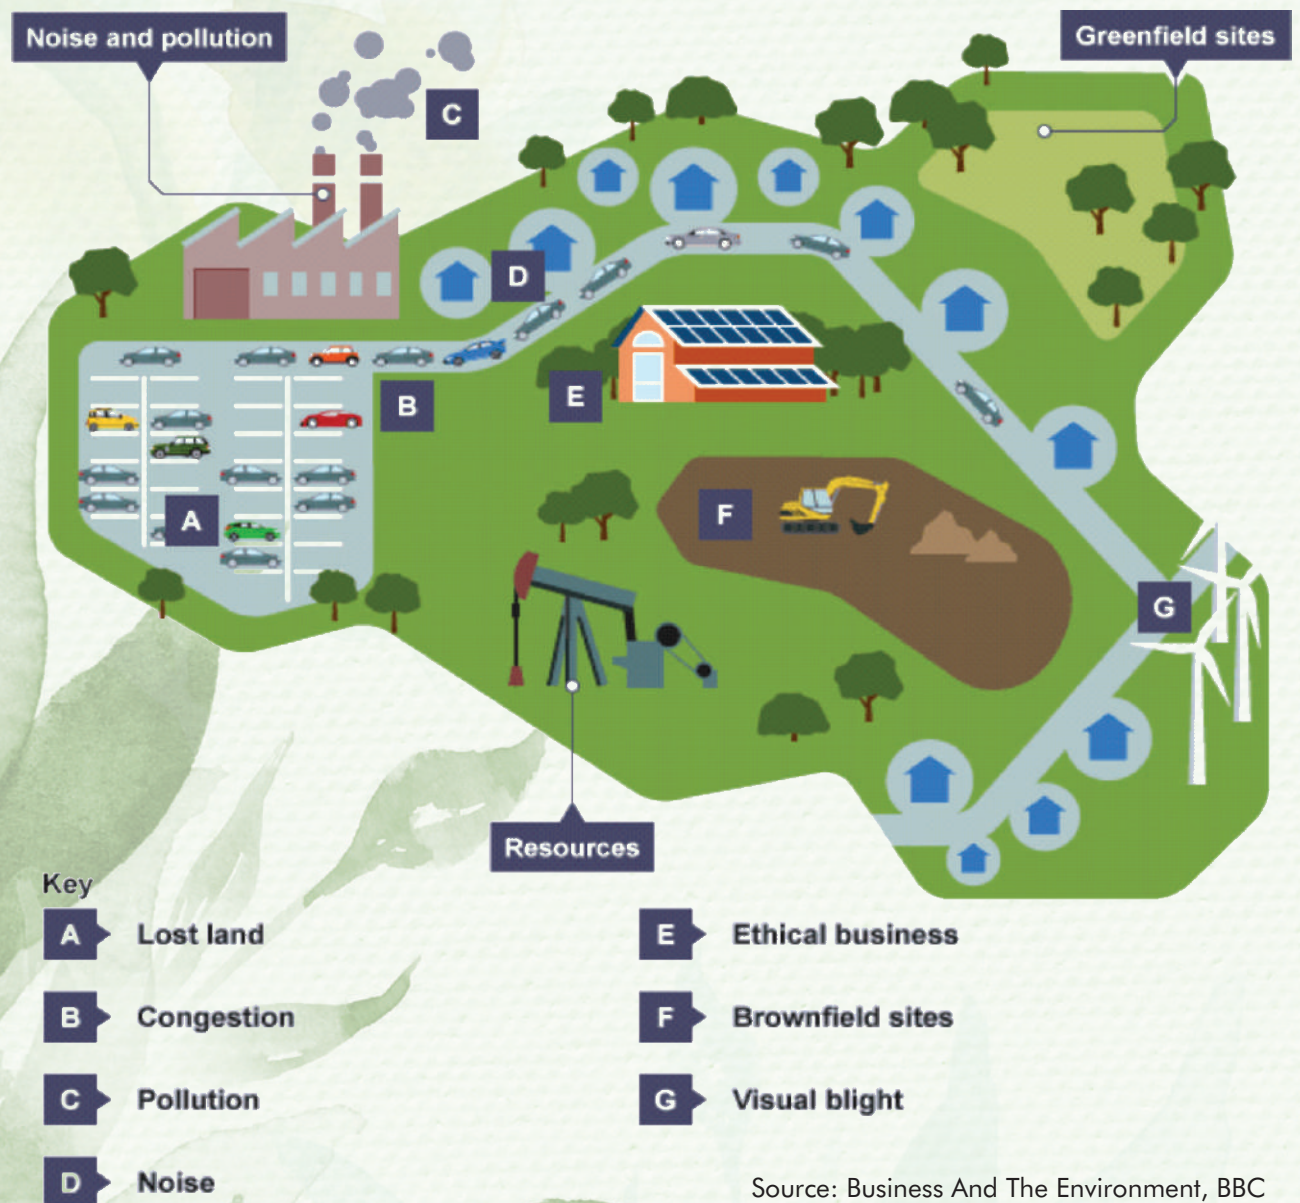 Noise and pollution
Greenfield sites
C
D
E
B
A
F
G
Resources
Key
A Lost land
B Congestion
C Pollution
D Noise
E Ethical business
F Brownfield sites
G Visual blight
Source: Business And The Environment, BBC